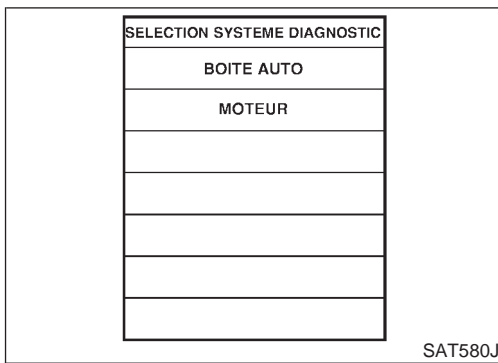 SELECTION SYSTEME DIAGNOSTIC
BOITE AUTO
MOTEUR
SAT580J